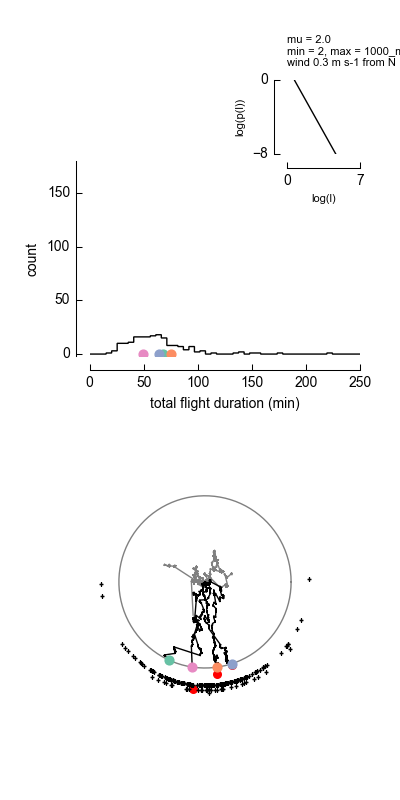 mu = 2.0
min = 2, max = 1000_m
wind 0.3 m s-1 from N
log(p(l))
0
−8
0 7
log(l)
count
150
100
50
0
0 50 100 150 200 250
total flight duration (min)